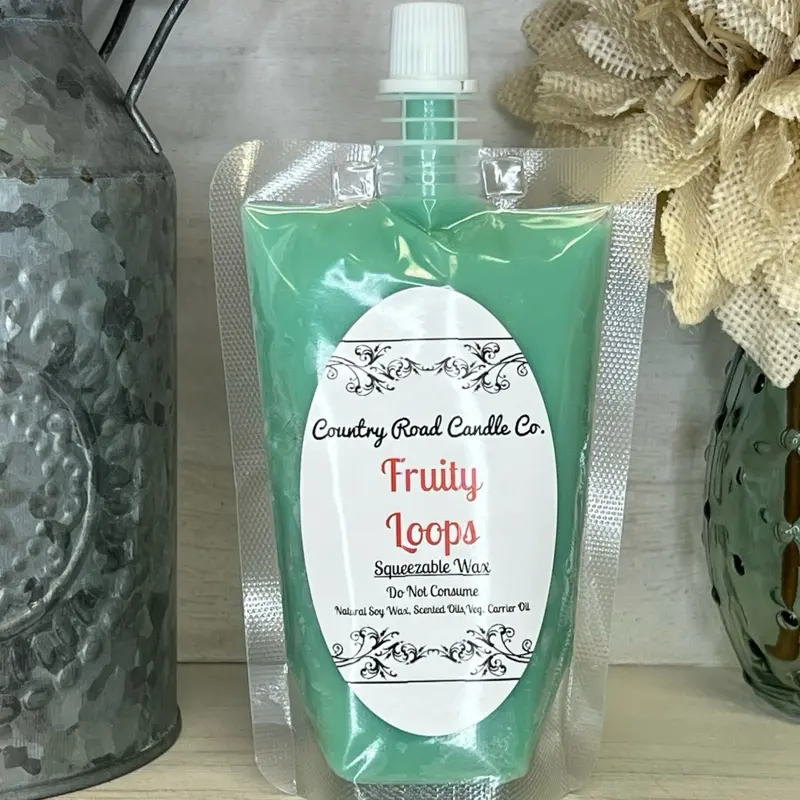 Country Road Candle Co.
Fruity
Loops
Squeezable Wax
Do Not Consume
Natural Soy Wax, Scented Oils, Veg. Carrier Oil